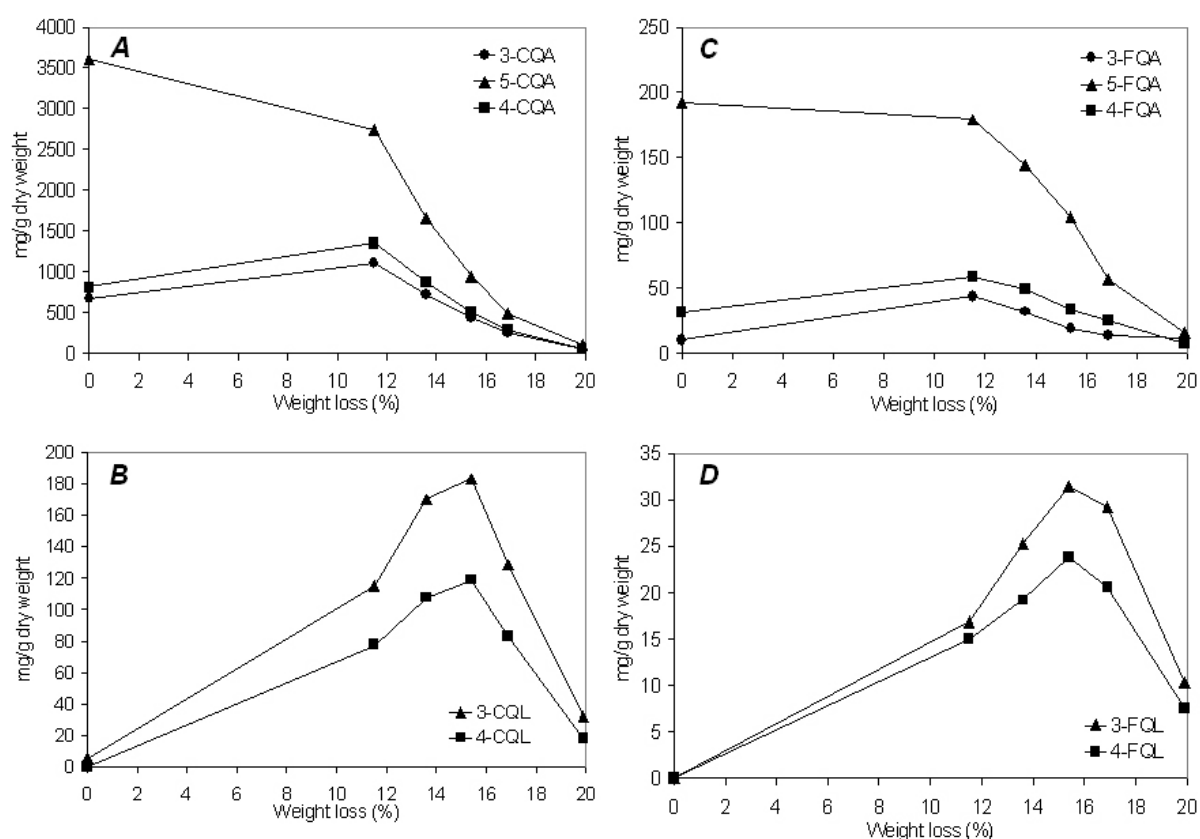 A
3-CQA
5-CQA
4-CQA
4000
3500
3000
2500
2000
1500
1000
500
0
mg/g dry weight
0 2 4 6 8 10 12 14 16 18 20
Weight loss (%)
C
3-FQA
5-FQA
4-FQA
250
200
150
100
50
0
mg/g dry weight
0 2 4 6 8 10 12 14 16 18 20
Weight loss (%)
B
3-CQL
4-CQL
200
180
160
140
120
100
80
60
40
20
0
mg/g dry weight
0 2 4 6 8 10 12 14 16 18 20
Weight loss (%)
D
3-FQL
4-FQL
35
30
25
20
15
10
5
0
mg/g dry weight
0 2 4 6 8 10 12 14 16 18 20
Weight loss (%)